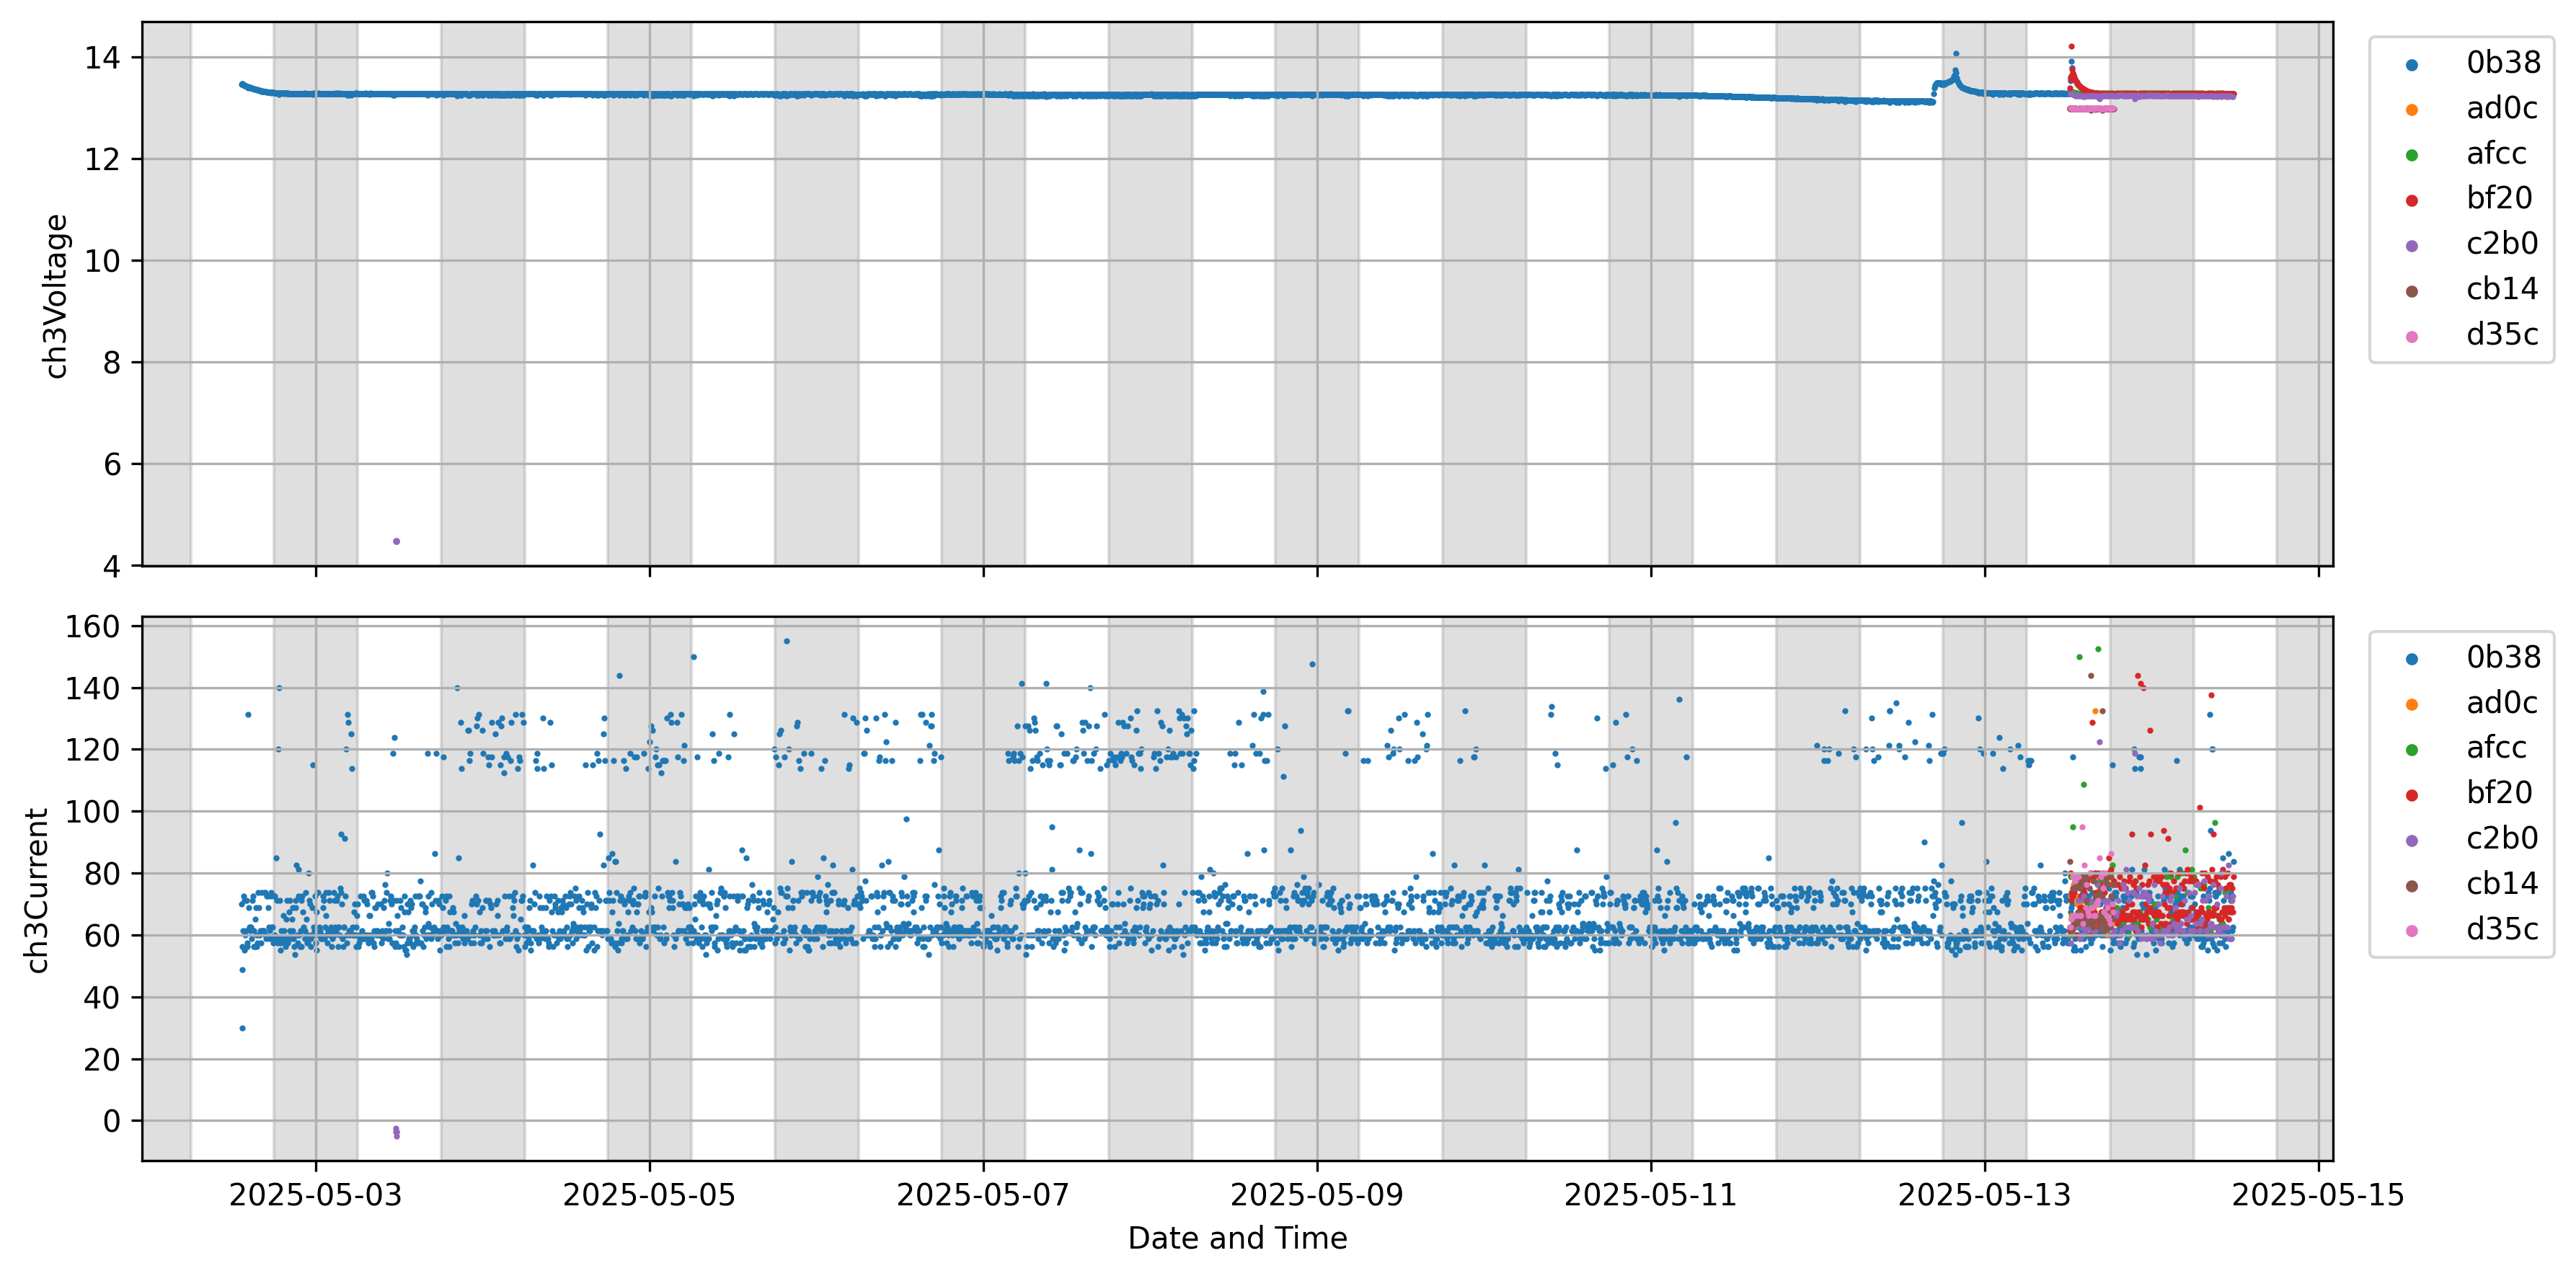 14
12
10
8
6
4
ch3Voltage
0b38
ad0c
afcc
bf20
c2b0
cb14
d35c
160
140
120
100
80
60
40
20
0
ch3Current
0b38
ad0c
afcc
bf20
c2b0
cb14
d35c
2025-05-03 2025-05-05 2025-05-07 2025-05-09 2025-05-11 2025-05-13 2025-05-15
Date and Time